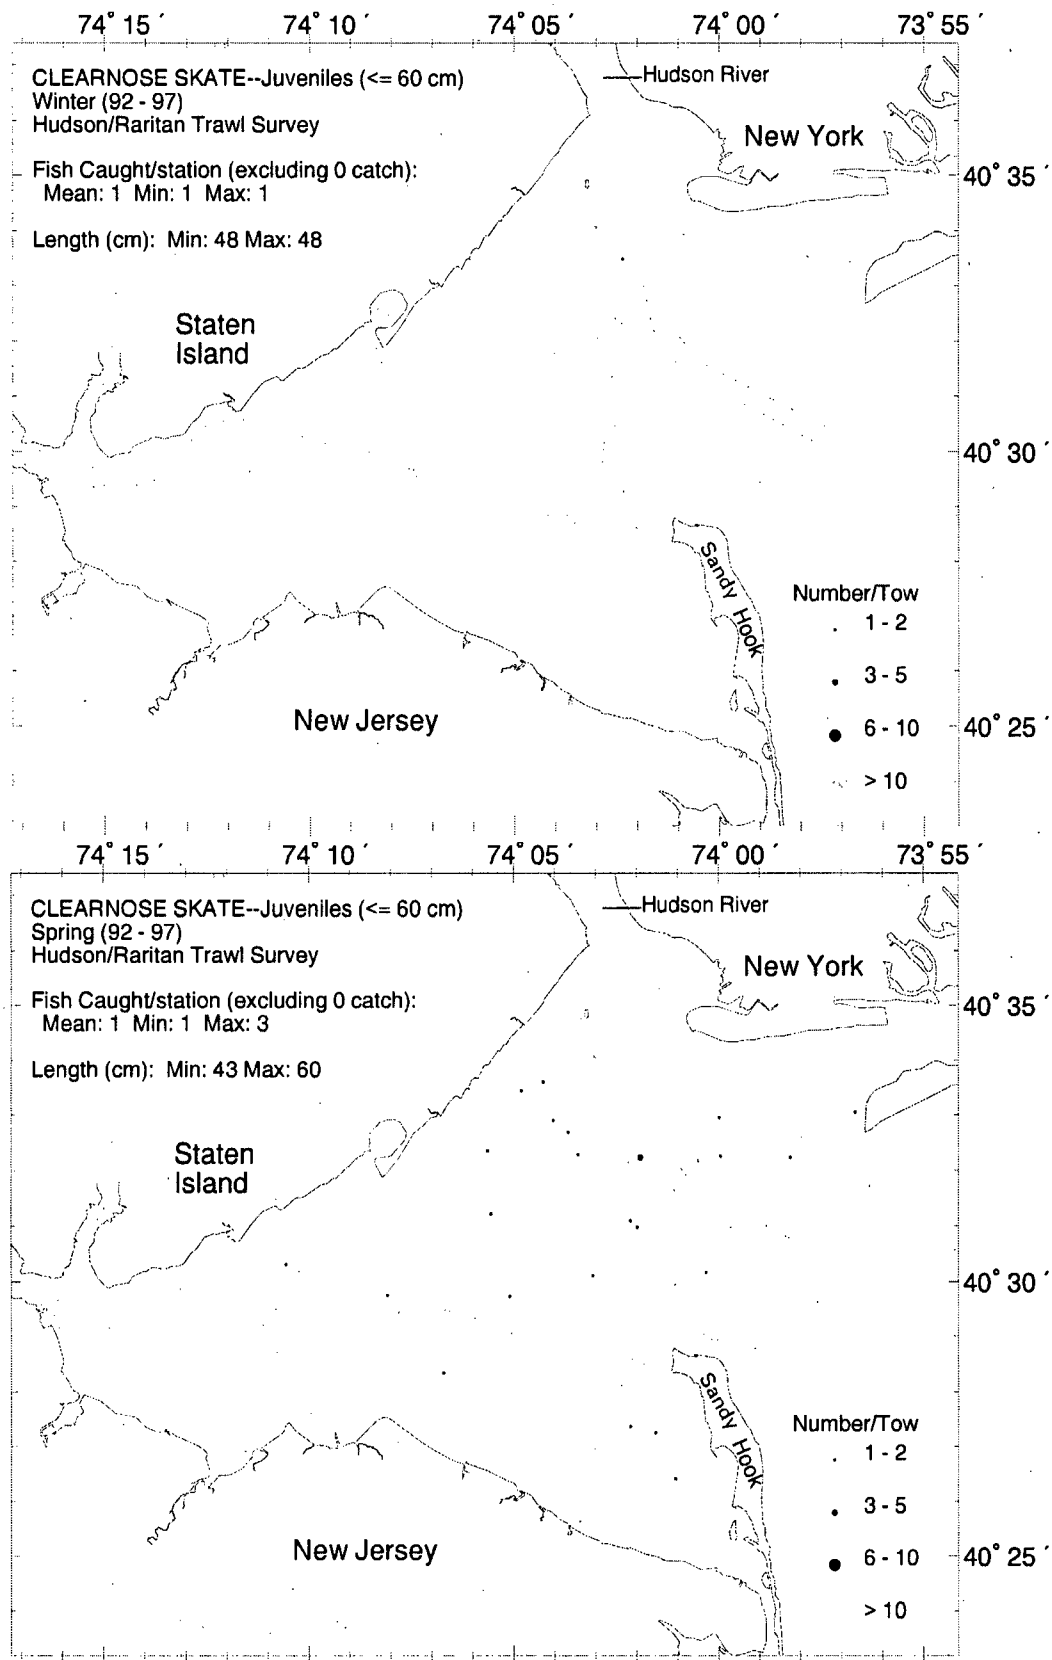 74° 15 ´ 74° 10 ´ 74° 05 ´ 74° 00 ´ 73° 55 ´
CLEARNOSE SKATE--Juveniles (<= 60 cm)
Winter (92 - 97)
Hudson/Raritan Trawl Survey
Fish Caught/station (excluding 0 catch):
Mean: 1 Min: 1 Max: 1
Length (cm): Min: 48 Max: 48
Hudson River
New York
40° 35 ´
Staten
Island
40° 30 ´
Sandy Hook
Number/Tow
1 - 2
3 - 5
6 - 10
> 10
New Jersey
40° 25 ´
74° 15 ´ 74° 10 ´ 74° 05 ´ 74° 00 ´ 73° 55 ´
CLEARNOSE SKATE--Juveniles (<= 60 cm)
Spring (92 - 97)
Hudson/Raritan Trawl Survey
Fish Caught/station (excluding 0 catch):
Mean: 1 Min: 1 Max: 3
Length (cm): Min: 43 Max: 60
Hudson River
New York
40° 35 ´
Staten
Island
40° 30 ´
Sandy Hook
Number/Tow
1 - 2
3 - 5
6 - 10
> 10
New Jersey
40° 25 ´